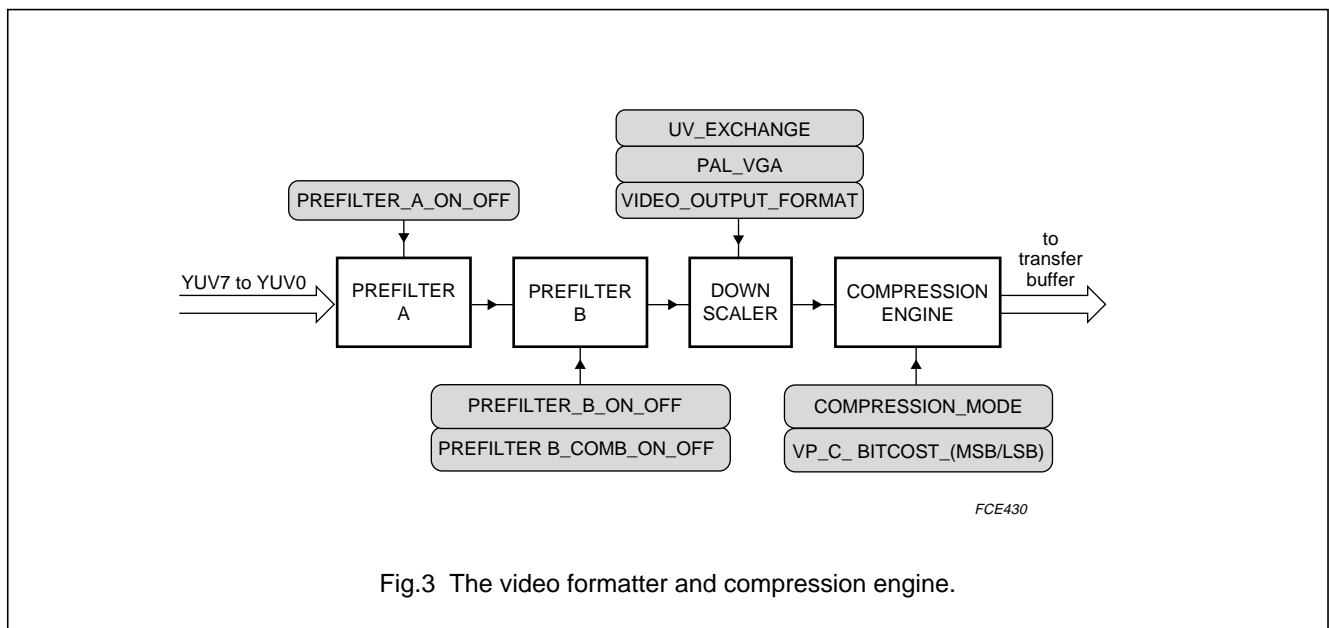 UV_EXCHANGE
PAL_VGA
VIDEO_OUTPUT_FORMAT
PREFILTER_A_ON_OFF
YUV7 to YUV0
PREFILTER
A
PREFILTER
B
DOWN
SCALER
COMPRESSION
ENGINE
to
transfer
buffer
PREFILTER_B_ON_OFF
PREFILTER B_COMB_ON_OFF
COMPRESSION_MODE
VP_C_ BITCOST_(MSB/LSB)
FCE430
Fig.3 The video formatter and compression engine.